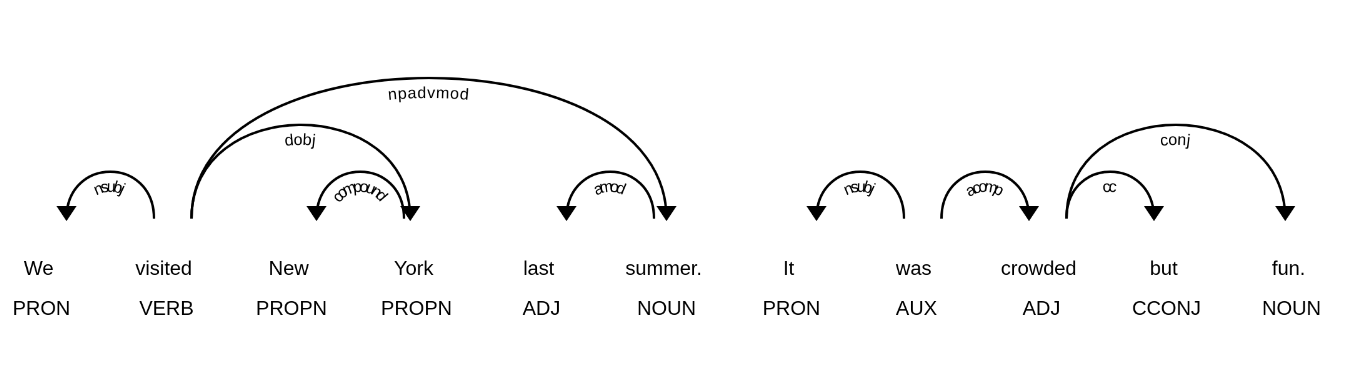 npadvmod
dobj conj
nsubj compound amod nsubj acomp cc
We visited New York last summer. It was crowded but fun.
PRON VERB PROPN PROPN ADJ NOUN PRON AUX ADJ CCONJ NOUN